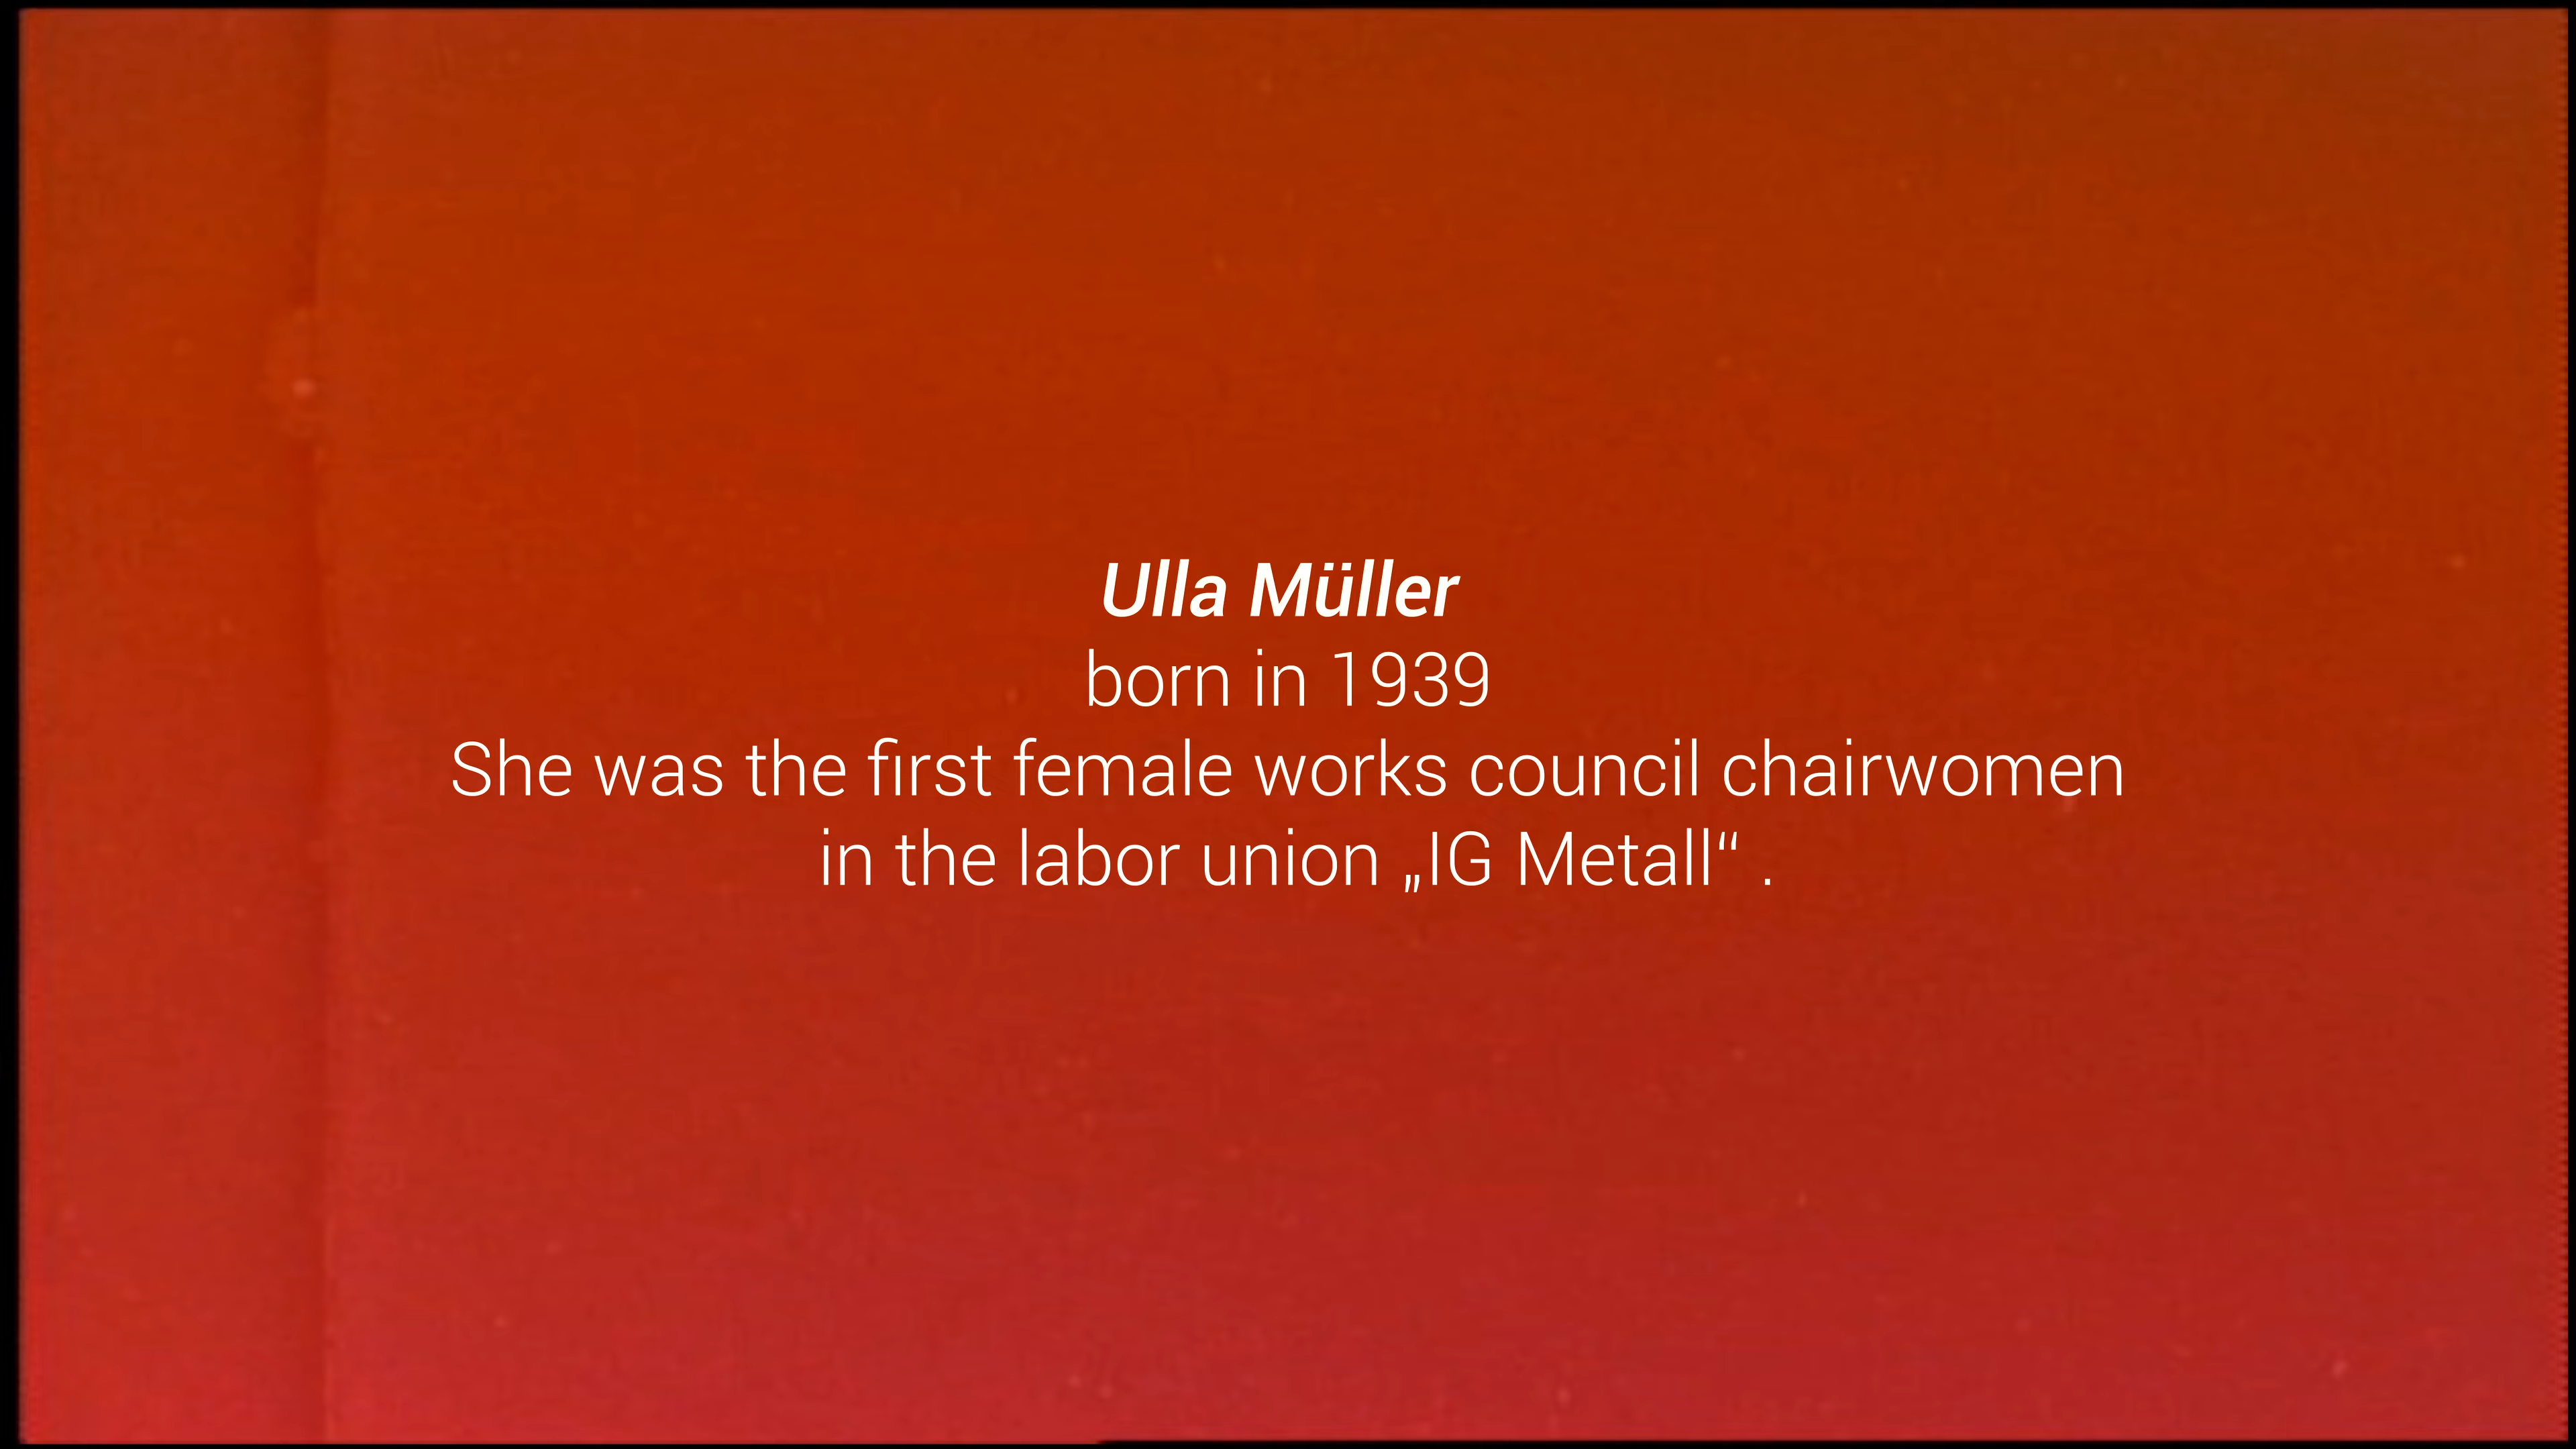 Ulla Müller
born in 1939
She was the first female works council chairwomen
in the labor union „IG Metall“ .